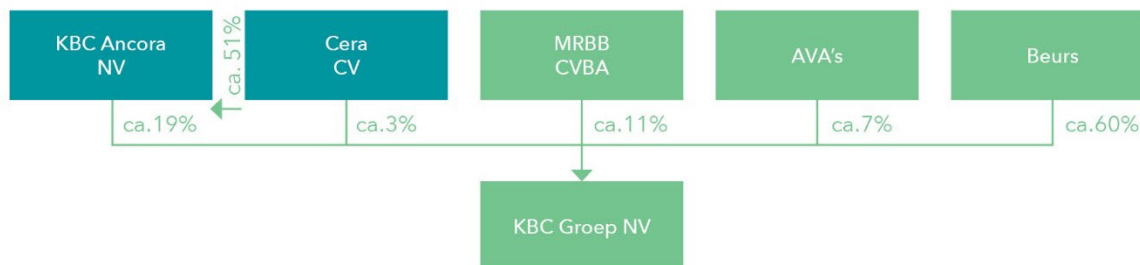 KBC Ancora
NV
ca. 51%
Cera
CV
MRBB
CVBA
AVA's
Beurs
ca.19%
ca.3%
ca.11%
ca.7%
ca.60%
KBC Groep NV